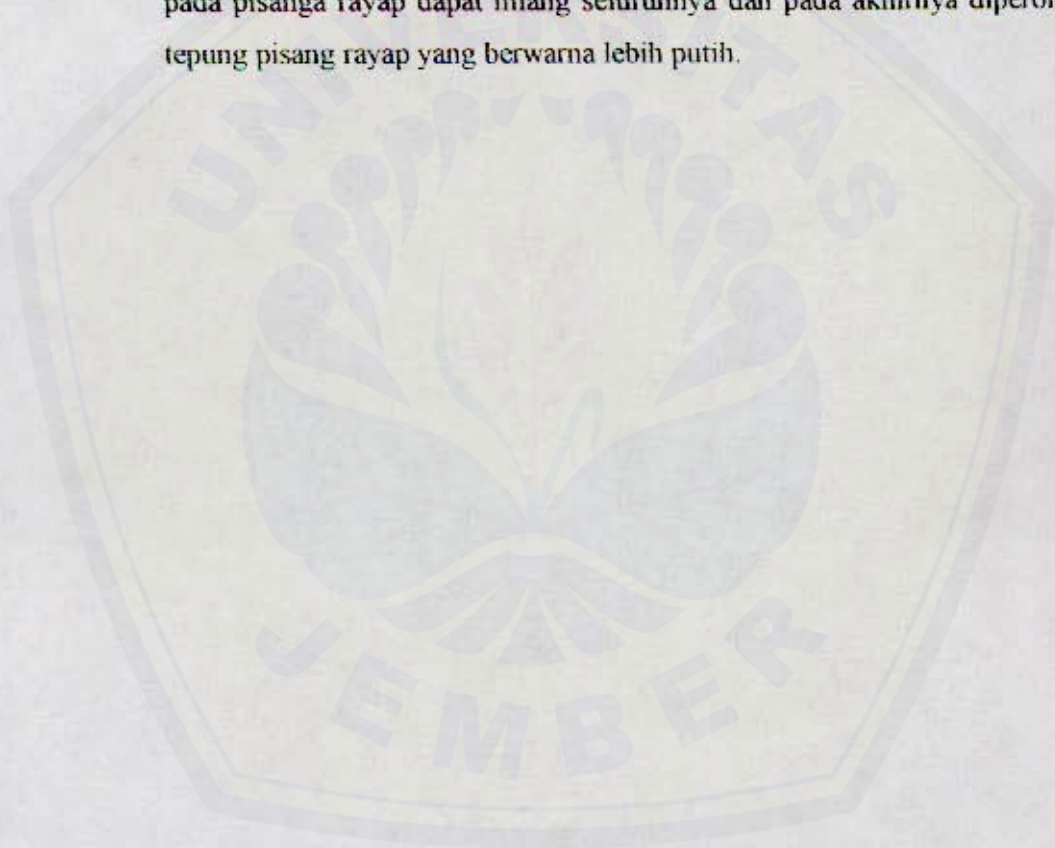 pada pisanga rayap dapat hilang seluruhnya dan pada akhirnya
tepung pisang rayap yang berwarna lebih putih.
UNIVERSITAS
JEMBER